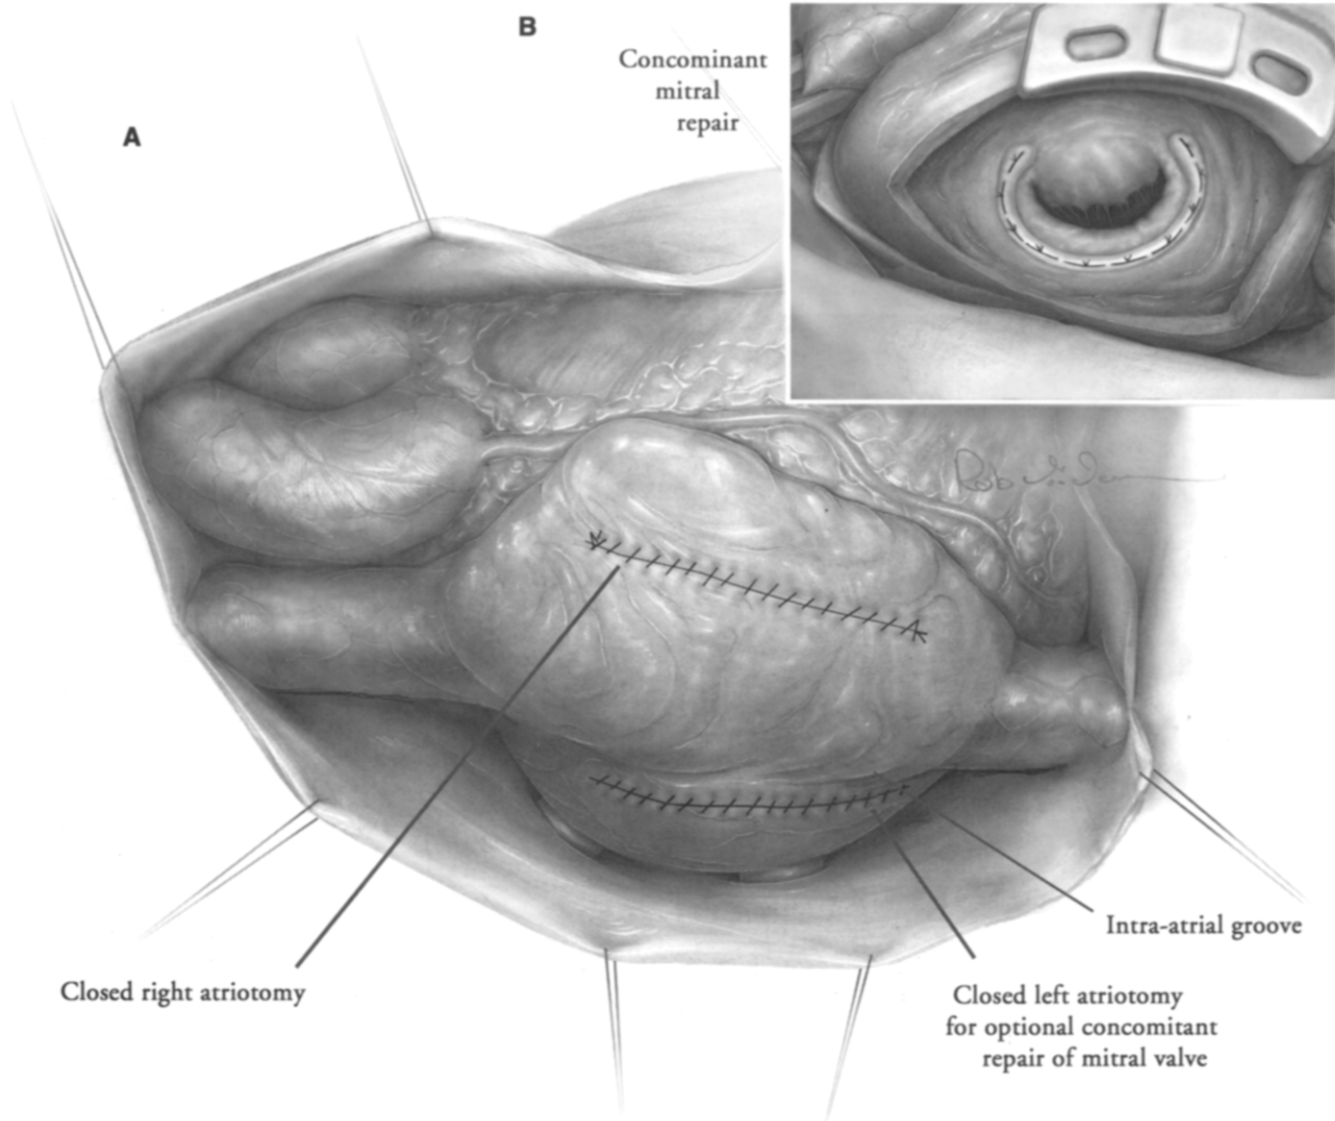 B
Concominant
mitral
repair
A
Intra-atrial groove
Closed right atriotomy
Closed left atriotomy
for optional concomitant
repair of mitral valve